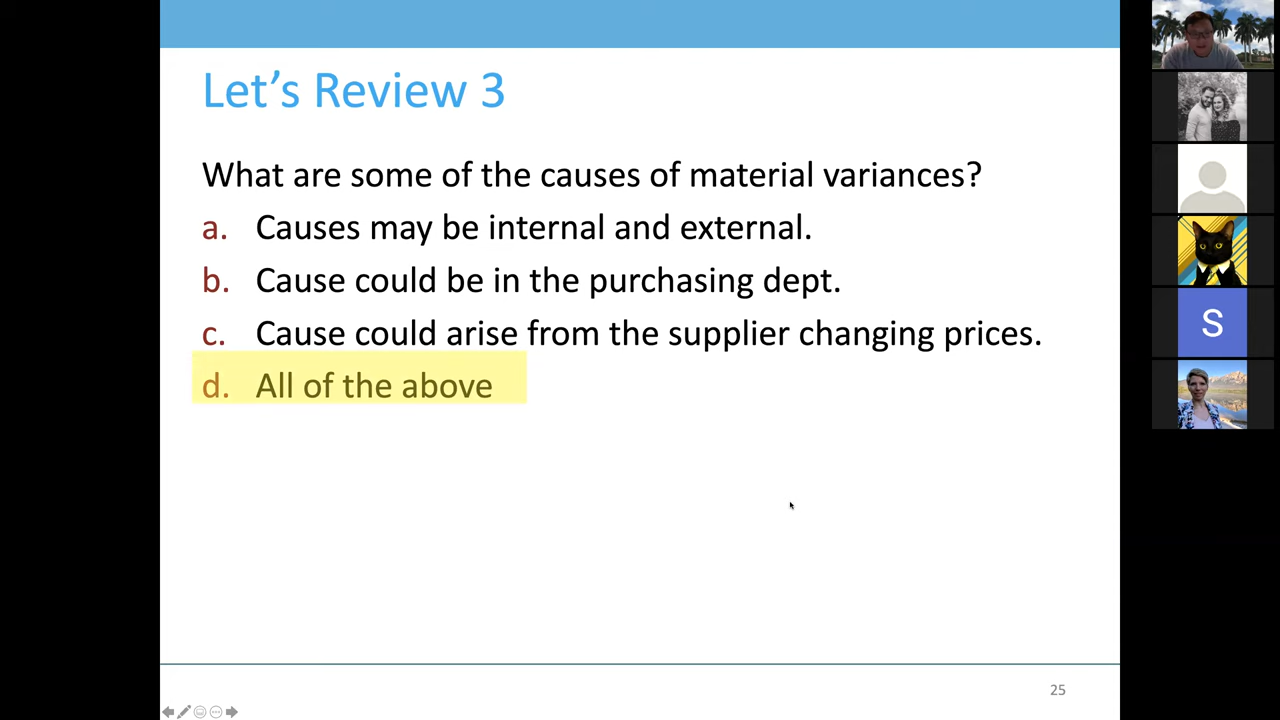 Let's Review 3
What are some of the causes of material variances?
a. Causes may be internal and external.
b. Cause could be in the purchasing dept.
c. Cause could arise from the supplier changing prices.
d. All of the above
S
25